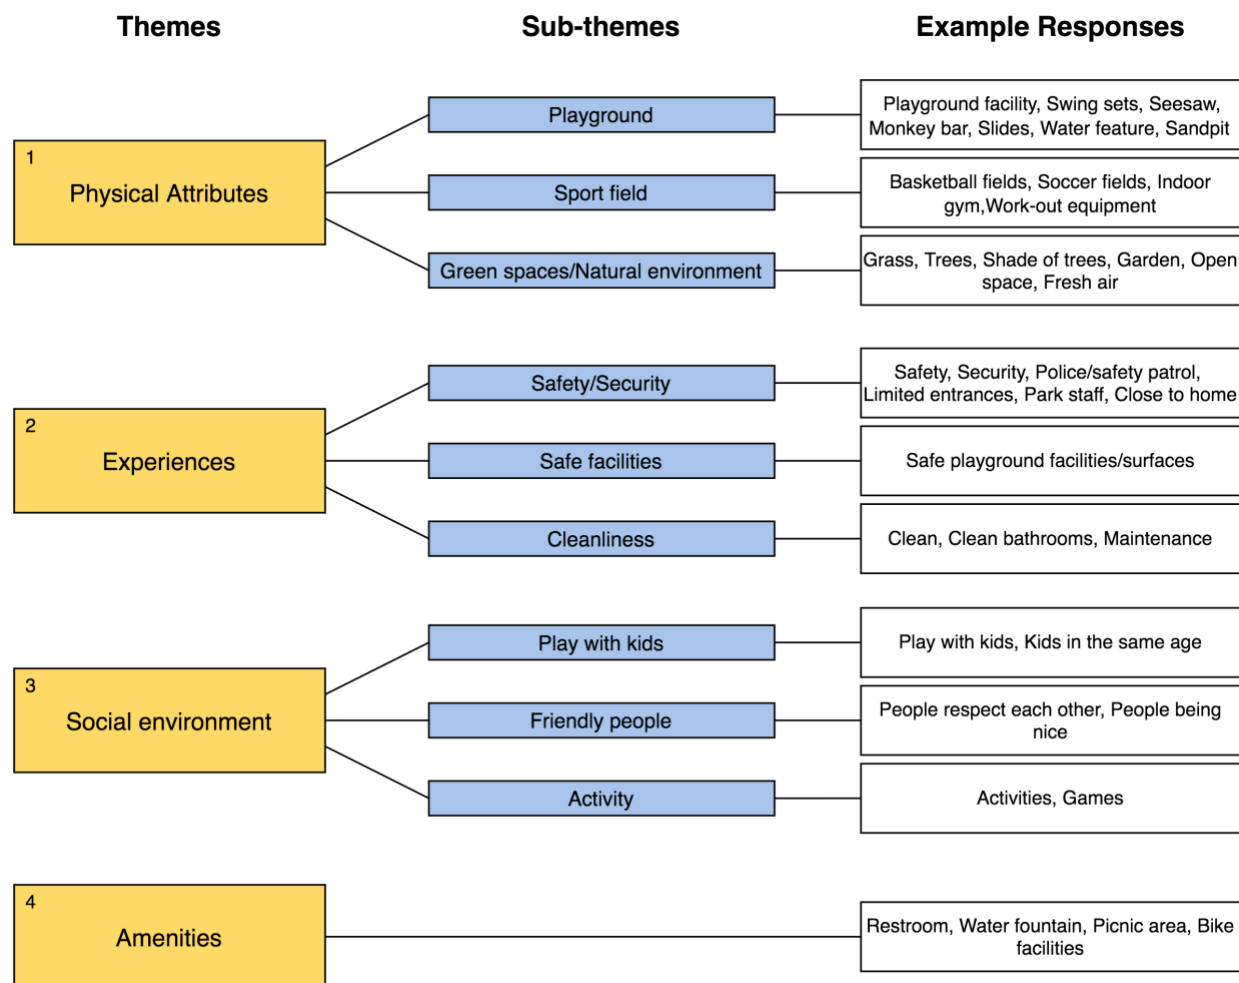 Themes
Sub-themes
Example Responses
1
Physical Attributes
Playground
Playground facility, Swing sets, Seesaw,
Monkey bar, Slides, Water feature, Sandpit
Sport field
Basketball fields, Soccer fields, Indoor
gym,Work-out equipment
Green spaces/Natural environment
Grass, Trees, Shade of trees, Garden, Open
space, Fresh air
2
Experiences
Safety/Security
Safety, Security, Police/safety patrol,
Limited entrances, Park staff, Close to home
Safe facilities
Safe playground facilities/surfaces
Cleanliness
Clean, Clean bathrooms, Maintenance
3
Social environment
Play with kids
Play with kids, Kids in the same age
Friendly people
People respect each other, People being
nice
Activity
Activities, Games
4
Amenities
Restroom, Water fountain, Picnic area, Bike
facilities